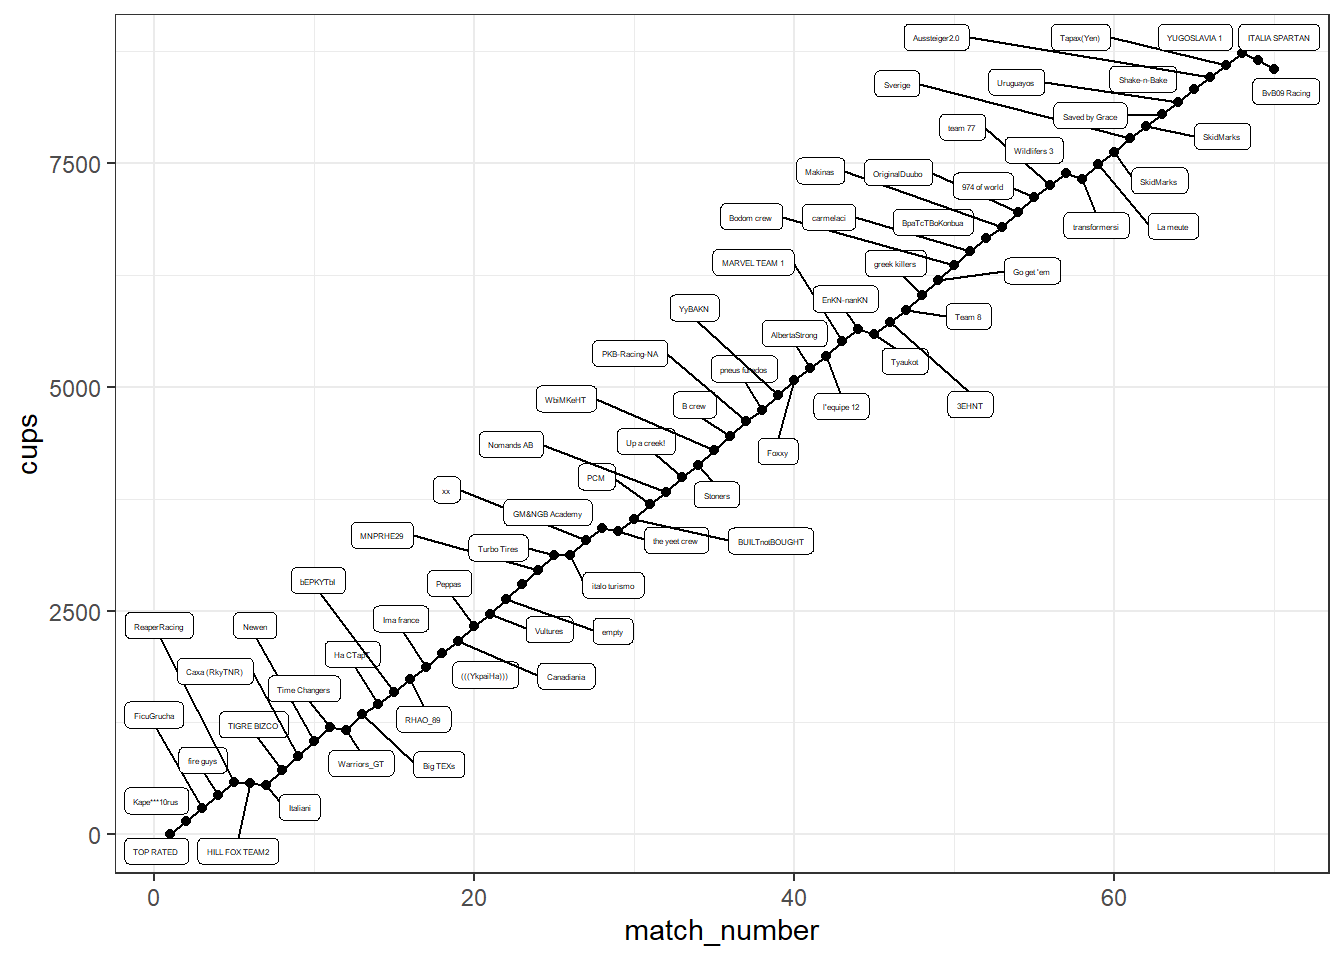 Aussteiger2.0
Tapax(Yen)
YUGOSLAVIA 1
ITALIA SPARTAN
Sverige
Uruguayos
Shake-n-Bake
BvB09 Racing
Saved by Grace
team 77
SkidMarks
Wildlifers 3
7500
Makinas
OriginalDuubo
974 of world
SkidMarks
Bodom crew
carmelaci
BpaTcTBoKonbua
transformersi
La meute
MARVEL TEAM 1
greek killers
Go get 'em
YyBAKN
EnKN-nanKN
Team 8
AlbertaStrong
PKB-Racing-NA
pneus furados
Tyaukot
5000
WbiMKeHT
B crew
l'equipe 12
3EHNT
cups
Nomands AB
Up a creek!
Foxxy
xx
PCM
Stoners
GM&NGB Academy
MNPRHE29
Turbo Tires
the yeet crew
BUILTnotBOUGHT
bEPKYTbI
Peppas
italo turismo
2500
ReaperRacing
Newen
Ima france
Vultures
empty
Caxa (RkyTNR)
Ha CTapT
(((YkpaiHa)))
Canadiania
Time Changers
FicuGrucha
TIGRE BIZCO
RHAO_89
fire guys
Warriors_GT
Big TEXs
Kape***10rus
Italiani
0
TOP RATED
HILL FOX TEAM2
0
20
40
60
match_number